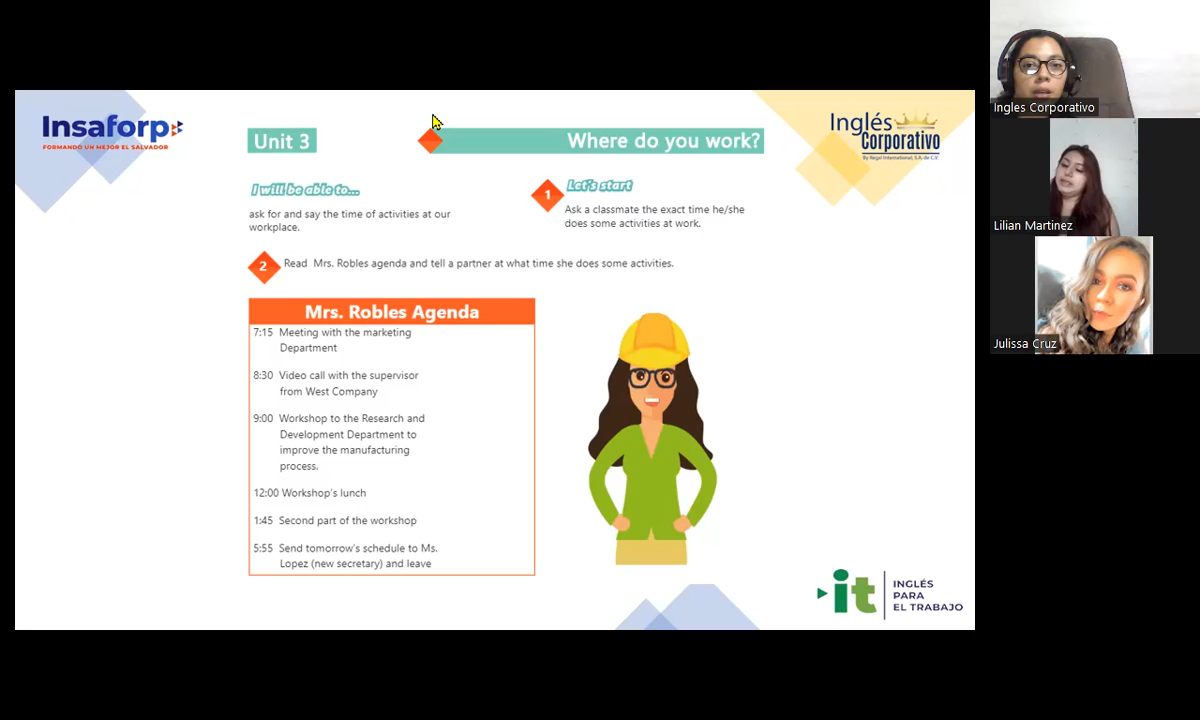 Insaforp
FORMANDO UN MEJOR EL SALVADOR
Unit 3
Where do you work?
Inglés
Corporativo
By Regal International, S.A. de C.V.
I will be able to...
ask for and say the time of activities at our
workplace.
1
Let's start
Ask a classmate the exact time he/she
does some activities at work.
2
Read Mrs. Robles agenda and tell a partner at what time she does some activities.
Mrs. Robles Agenda
7:15 Meeting with the marketing
Department
8:30 Video call with the supervisor
from West Company
9:00 Workshop to the Research and
Development Department to
improve the manufacturing
process.
12:00 Workshop's lunch
1:45 Second part of the workshop
5:55 Send tomorrow's schedule to Ms.
Lopez (new secretary) and leave
it
INGLÉS
PARA
EL TRABAJO
Ingles Corporativo
Lilian Martinez
Julissa Cruz